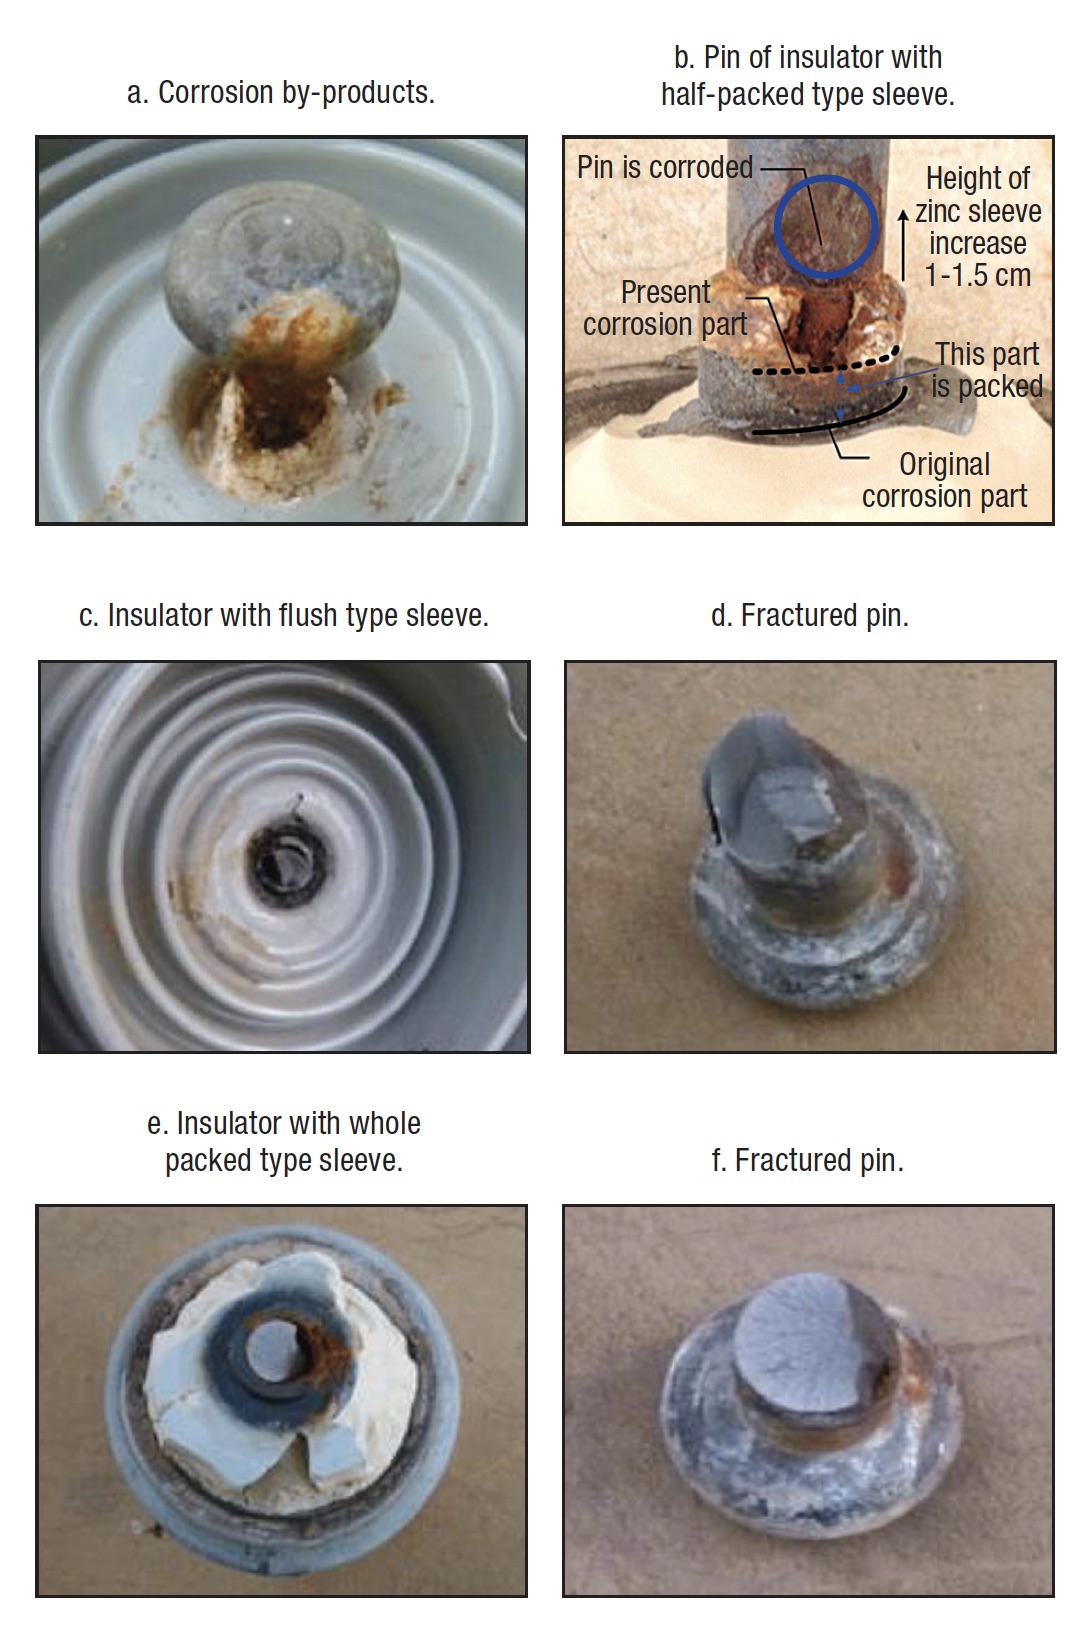 a. Corrosion by-products.
b. Pin of insulator with
half-packed type sleeve.
Pin is corroded
Height of
zinc sleeve
increase
1-1.5 cm
Present
corrosion part
This part
is packed
Original
corrosion part
c. Insulator with flush type sleeve.
d. Fractured pin.
e. Insulator with whole
packed type sleeve.
f. Fractured pin.